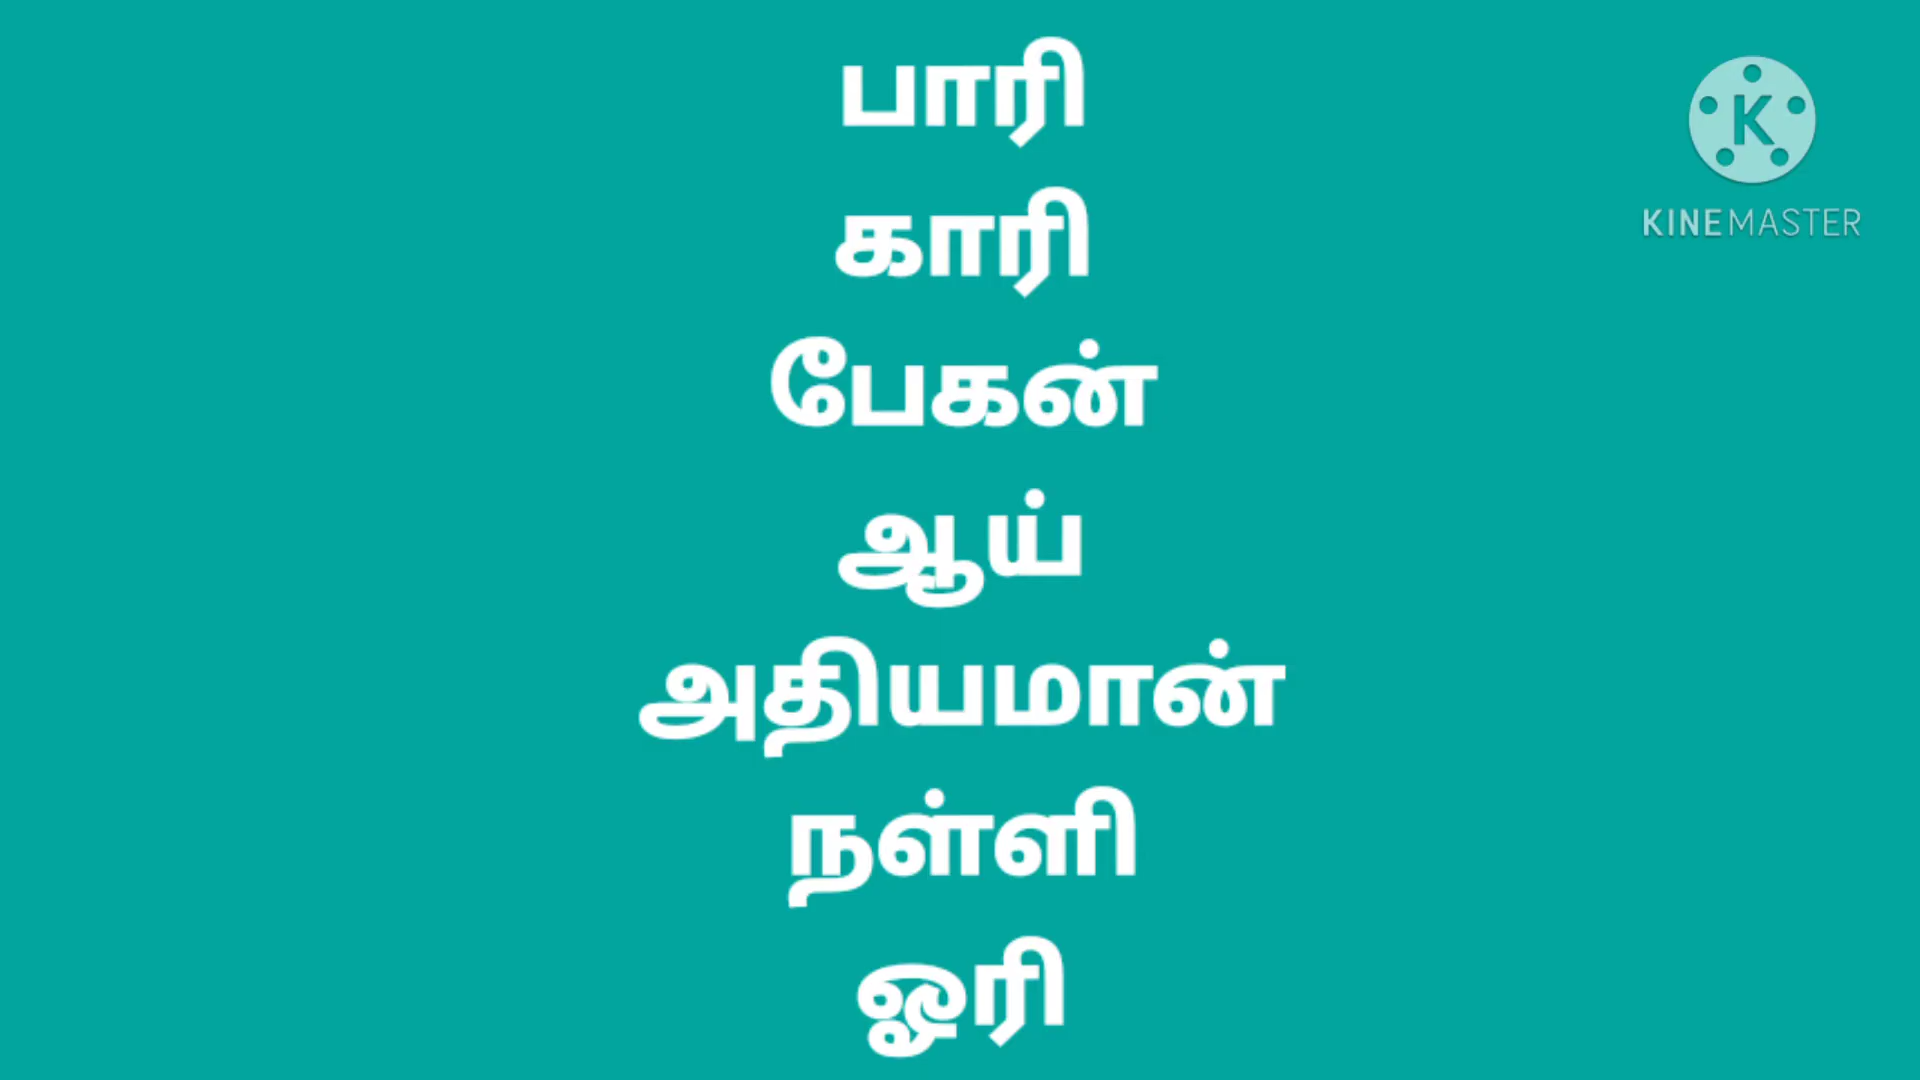 பாரி
காரி
பேகன்
ஆய்
அதியமான்
நள்ளி
ஓரி
K
KINEMASTER